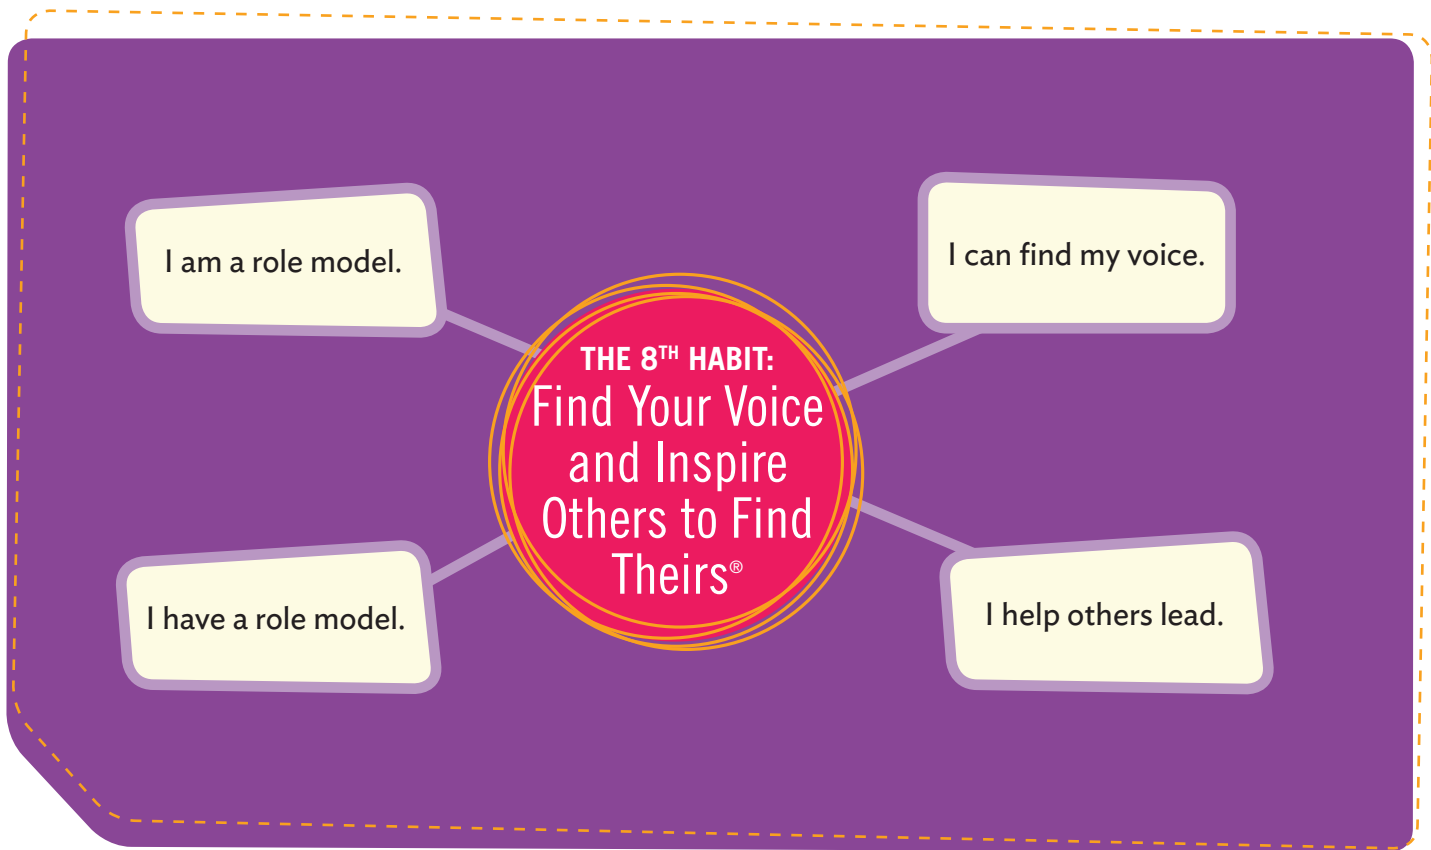 I am a role model.
I can find my voice.
THE 8TH HABIT:
Find Your Voice
and Inspire
Others to Find
Theirs®
I have a role model.
I help others lead.